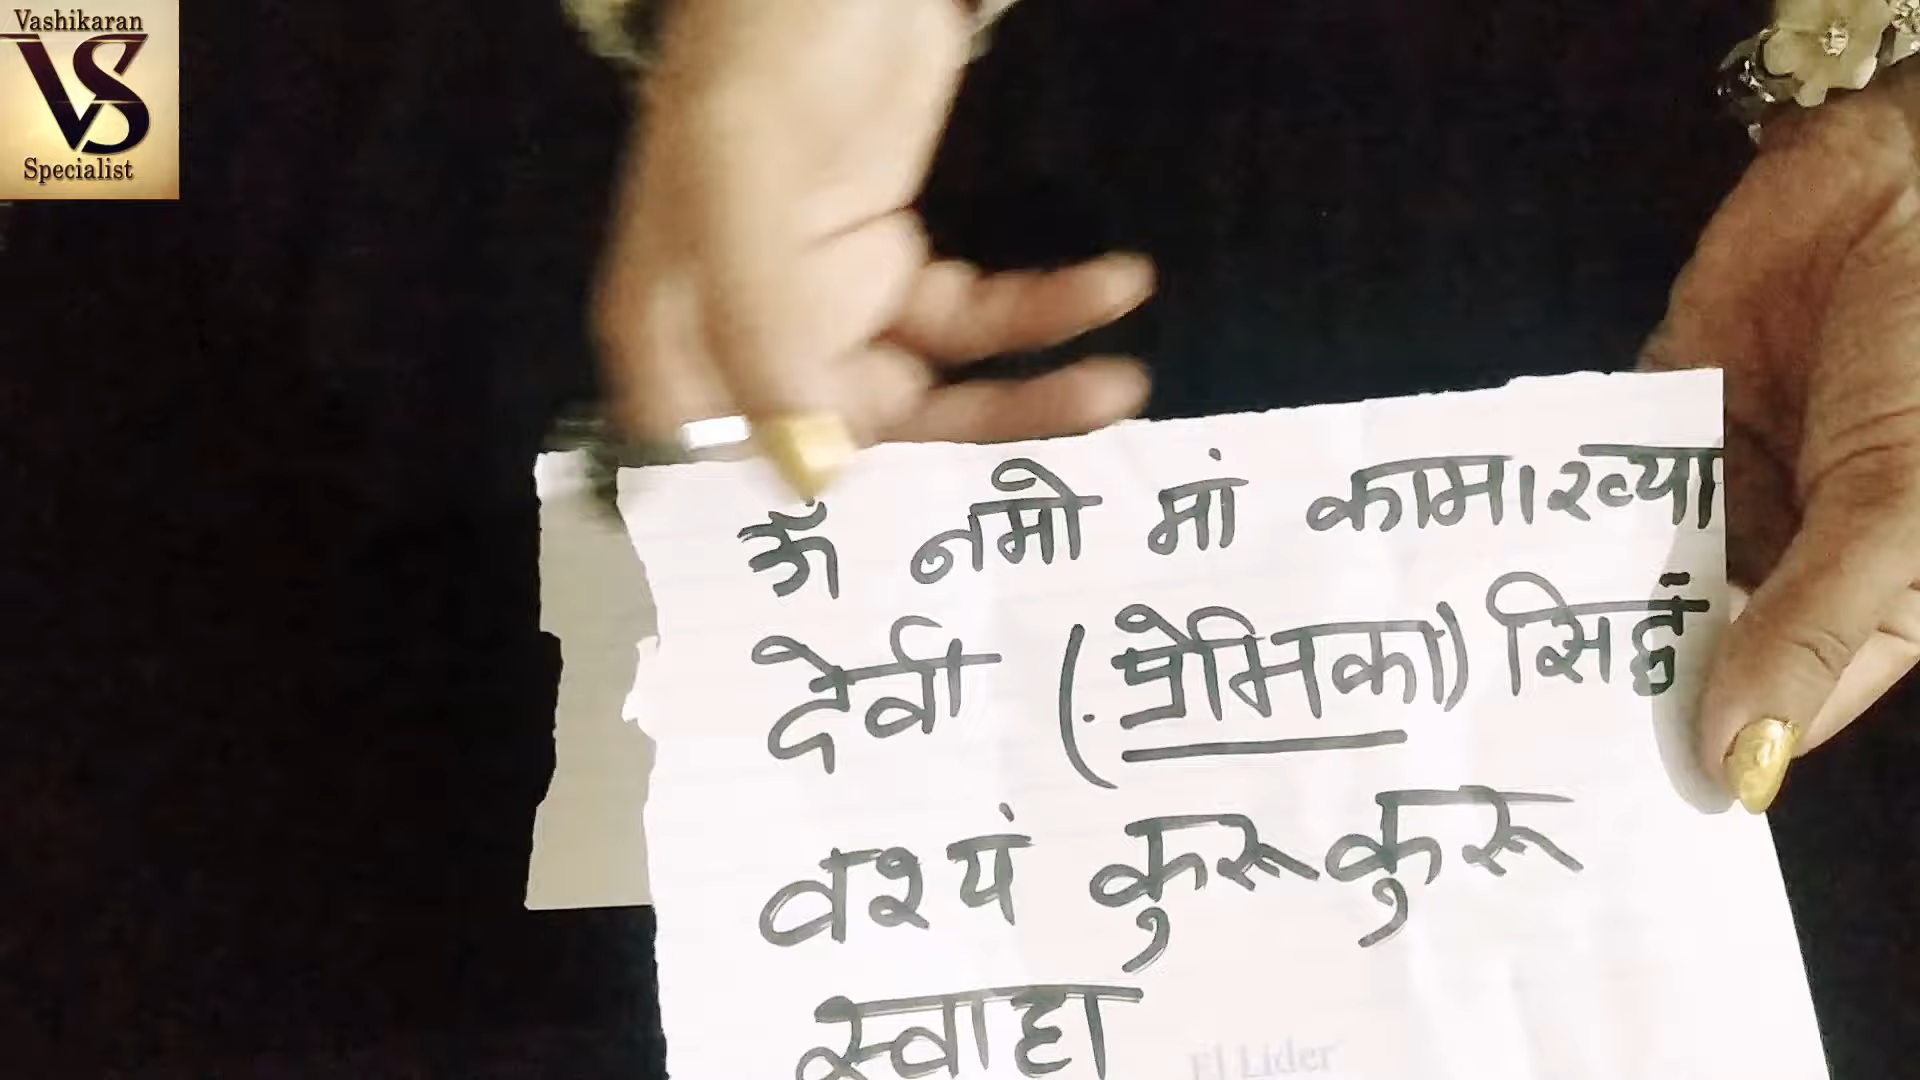 Vashikaran
VS
Specialist
ॐ नमो मां कामाख्या
देवी (प्रेमिका) सिद्धं
वश्यं कुरू कुरू
स्वाहा
El Lider